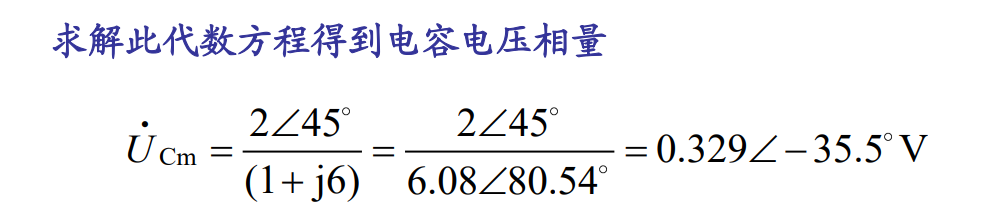 求解此代数方程得到电容电压相量
U̇Cm = 2∠45° / (1+ j6) = 2∠45° / 6.08∠80.54° = 0.329∠−35.5° V